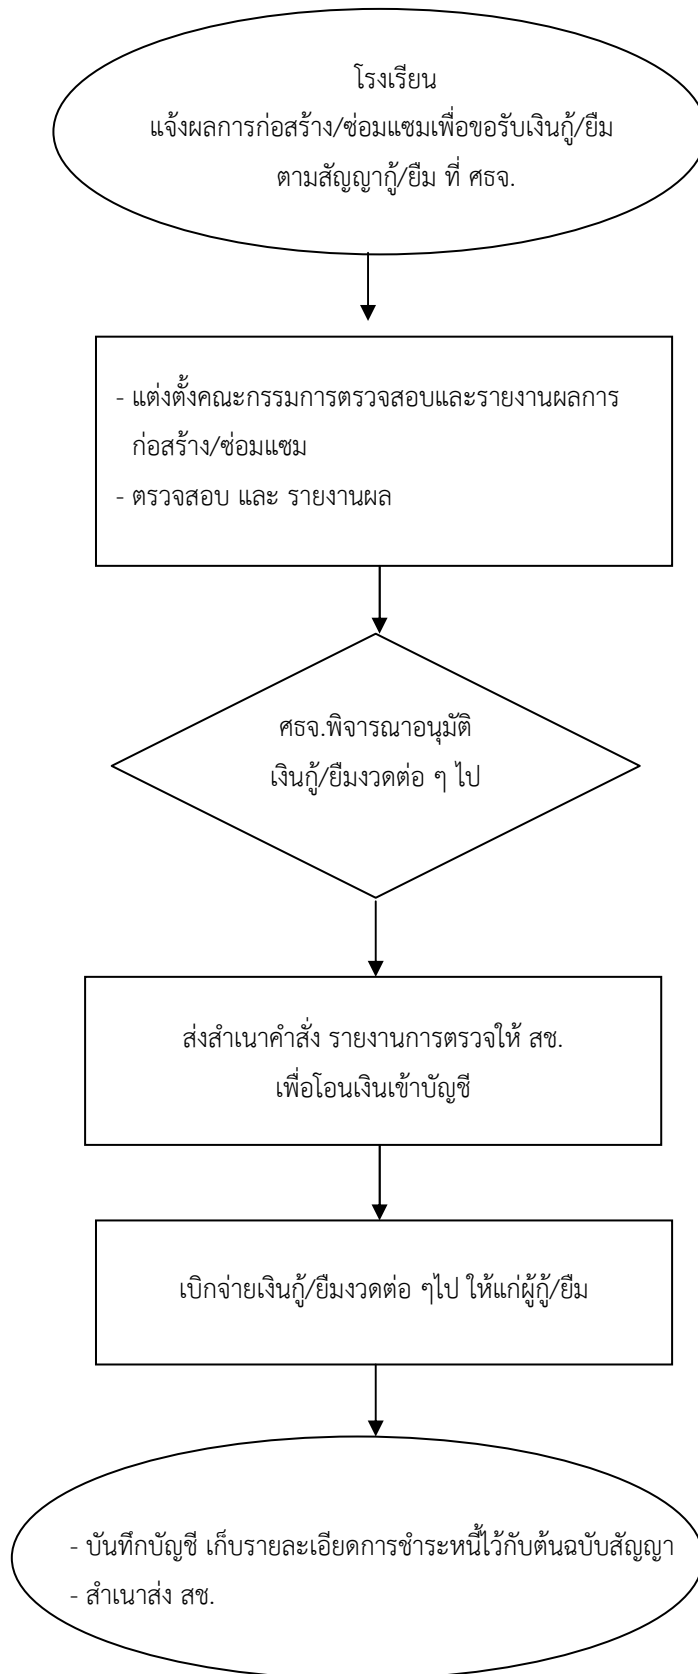 โรงเรียน
แจ้งผลการก่อสร้าง/ซ่อมแซมเพื่อขอรับเงินกู้/ยืม
ตามสัญญากู้/ยืม ที่ ศธจ.
- แต่งตั้งคณะกรรมการตรวจสอบและรายงานผลการ
ก่อสร้าง/ซ่อมแซม
- ตรวจสอบ และ รายงานผล
ศธจ.พิจารณาอนุมัติ
เงินกู้/ยืมงวดต่อ ๆ ไป
ส่งสำเนาคำสั่ง รายงานการตรวจให้ สช.
เพื่อโอนเงินเข้าบัญชี
เบิกจ่ายเงินกู้/ยืมงวดต่อ ๆไป ให้แก่ผู้กู้/ยืม
- บันทึกบัญชี เก็บรายละเอียดการชำระหนี้ไว้กับต้นฉบับสัญญา
- สำเนาส่ง สช.